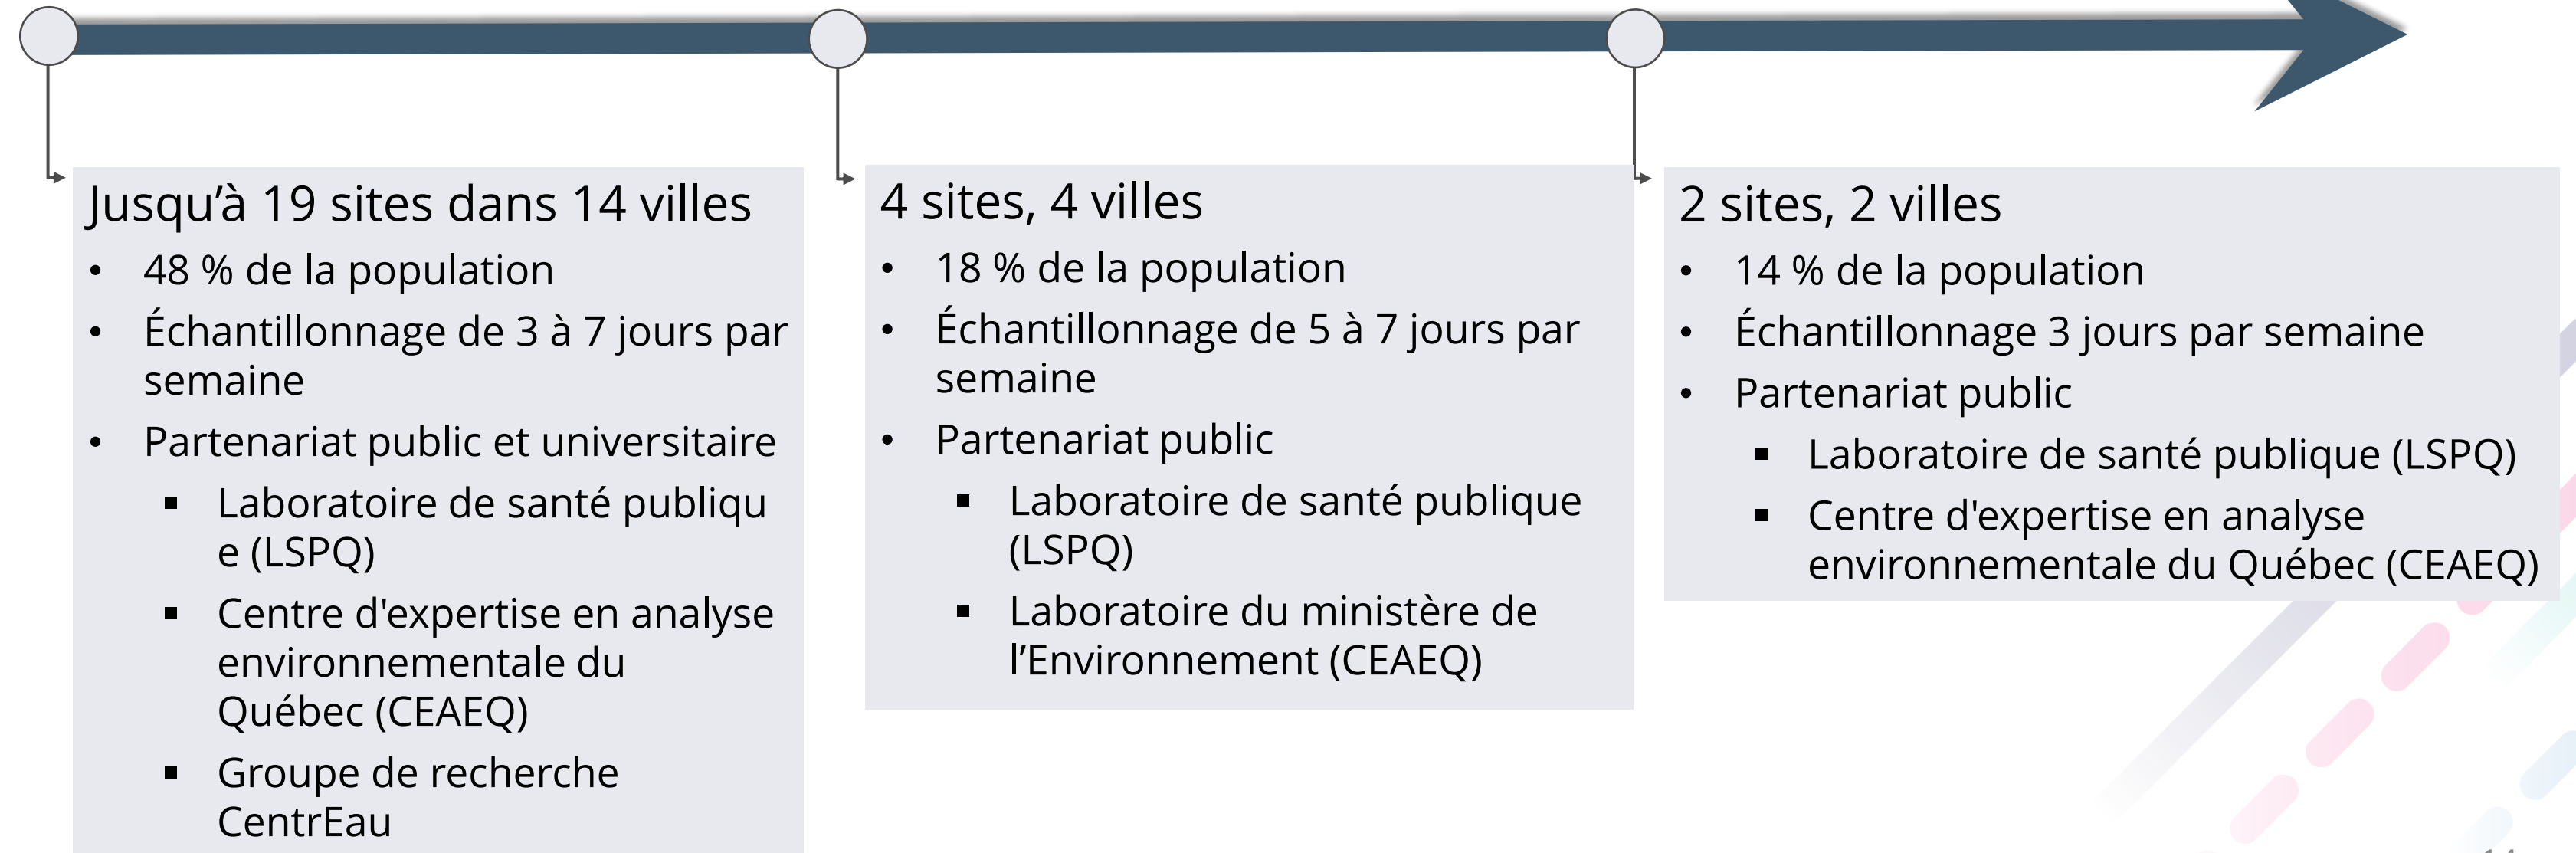 Jusqu’à 19 sites dans 14 villes
• 48 % de la population
• Échantillonnage de 3 à 7 jours par
semaine
• Partenariat public et universitaire
▪ Laboratoire de santé publiqu
e (LSPQ)
▪ Centre d'expertise en analyse
environnementale du
Québec (CEAEQ)
▪ Groupe de recherche
CentrEau
4 sites, 4 villes
• 18 % de la population
• Échantillonnage de 5 à 7 jours par
semaine
• Partenariat public
▪ Laboratoire de santé publique
(LSPQ)
▪ Laboratoire du ministère de
l’Environnement (CEAEQ)
2 sites, 2 villes
• 14 % de la population
• Échantillonnage 3 jours par semaine
• Partenariat public
▪ Laboratoire de santé publique (LSPQ)
▪ Centre d'expertise en analyse
environnementale du Québec (CEAEQ)